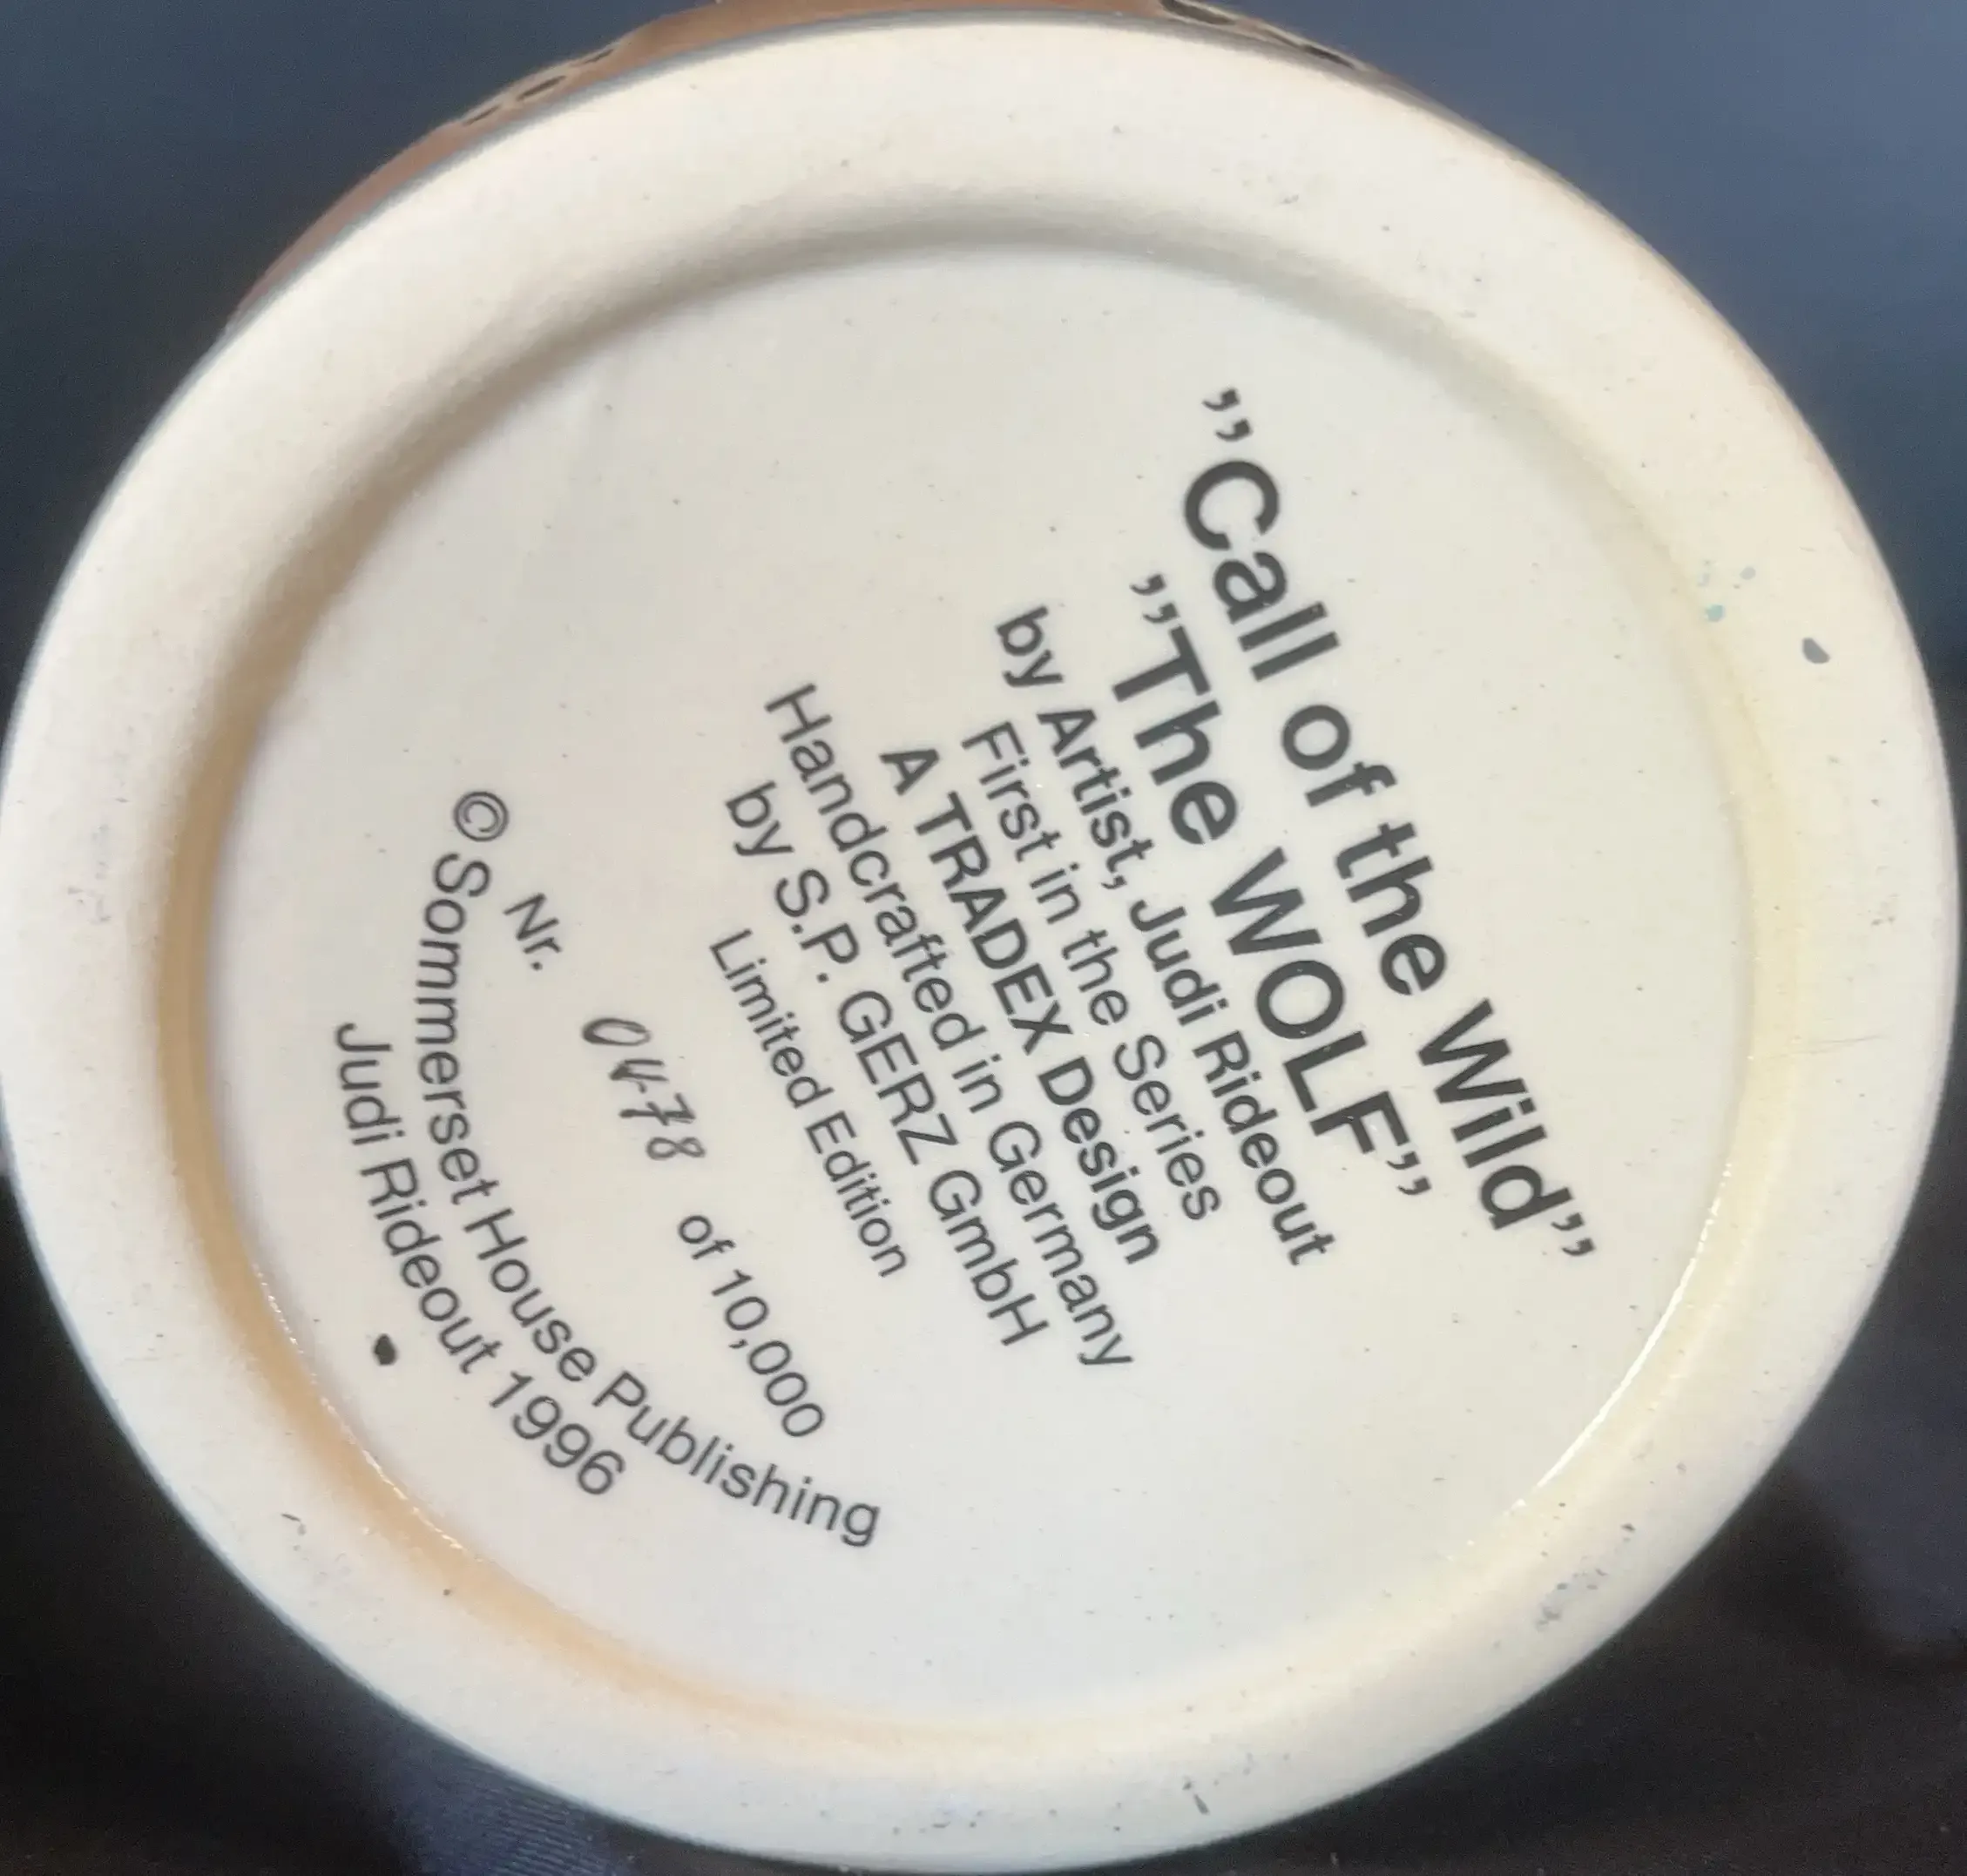 ”Call of the Wild”
”The WOLF”
by Artist, Judi Rideout
First in the Series
A TRADEX Design
Handcrafted in Germany
by S.P. GERZ GmbH
Limited Edition
Nr. 0478 of 10,000
© Sommerset House Publishing
Judi Rideout 1996